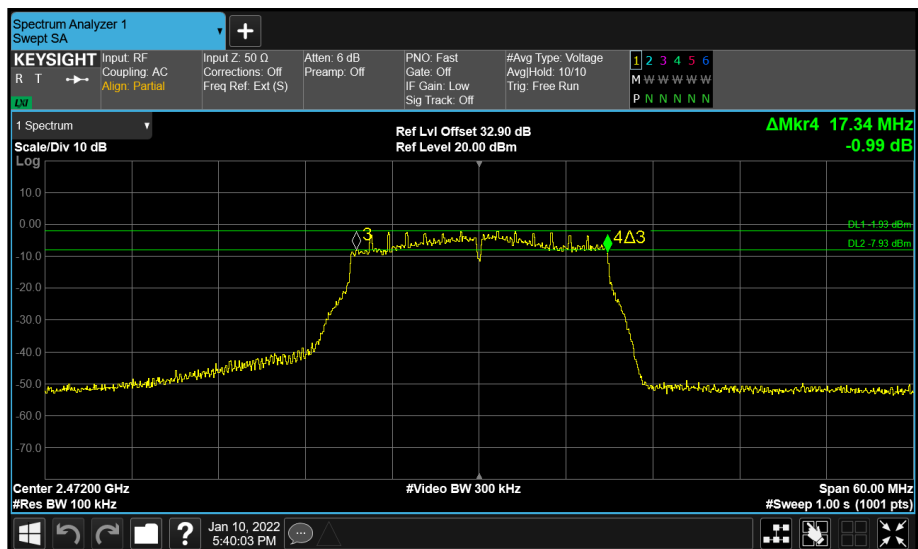 Spectrum Analyzer 1
Swept SA
+
KEYSIGHT
R T
LXI
Input: RF
Coupling: AC
Align: Partial
Input Z: 50 Ω
Corrections: Off
Freq Ref: Ext (S)
Atten: 6 dB
Preamp: Off
PNO: Fast
Gate: Off
IF Gain: Low
Sig Track: Off
#Avg Type: Voltage
Avg|Hold: 10/10
Trig: Free Run
1 2 3 4 5 6
M W W W W W W
P N N N N N
1 Spectrum
Scale/Div 10 dB
Ref Lvl Offset 32.90 dB
Ref Level 20.00 dBm
ΔMkr4 17.34 MHz
-0.99 dB
Log
10.0
0.00
-10.0
-20.0
-30.0
-40.0
-50.0
-60.0
-70.0
3
4Δ3
DL1 -1.93 dBm
DL2 -7.93 dBm
Center 2.47200 GHz
#Res BW 100 kHz
#Video BW 300 kHz
Span 60.00 MHz
#Sweep 1.00 s (1001 pts)
?
Jan 10, 2022
5:40:03 PM